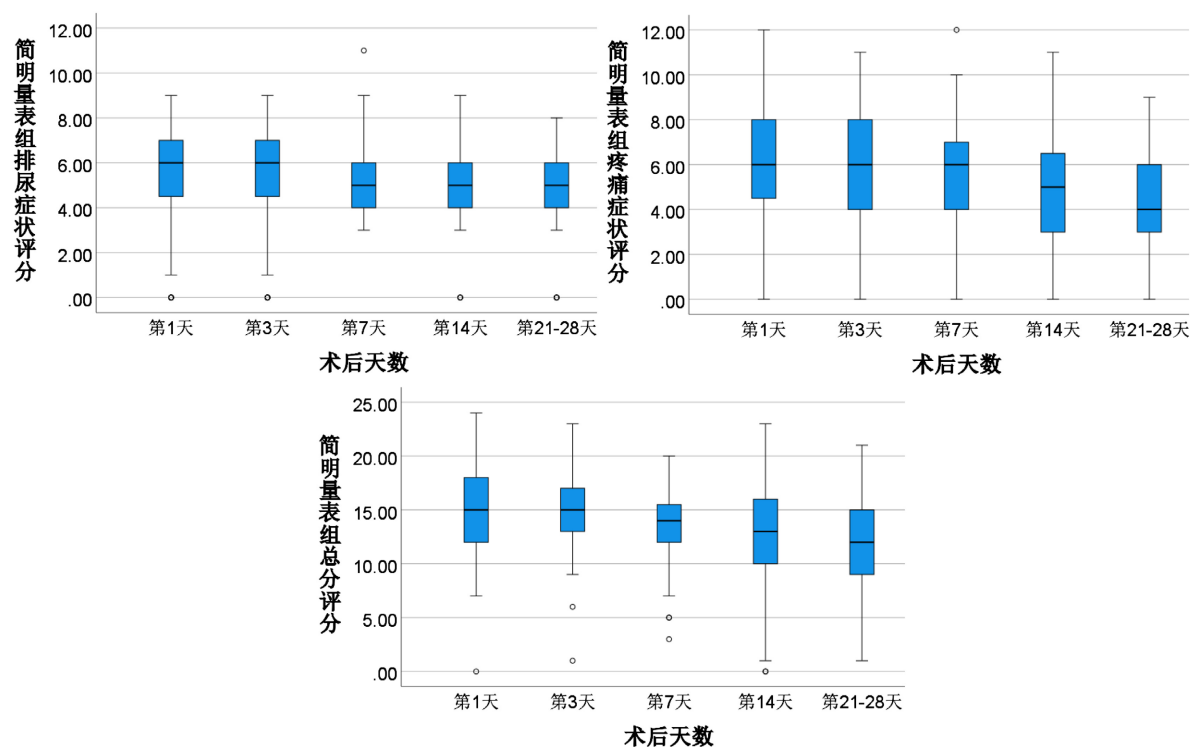 简明量表组排尿症状评分
12.00
10.00
8.00
6.00
4.00
2.00
.00
第1天 第3天 第7天 第14天 第21-28天
术后天数
简明量表组疼痛症状评分
12.00
10.00
8.00
6.00
4.00
2.00
.00
第1天 第3天 第7天 第14天 第21-28天
术后天数
简明量表组总分评分
25.00
20.00
15.00
10.00
5.00
.00
第1天 第3天 第7天 第14天 第21-28天
术后天数